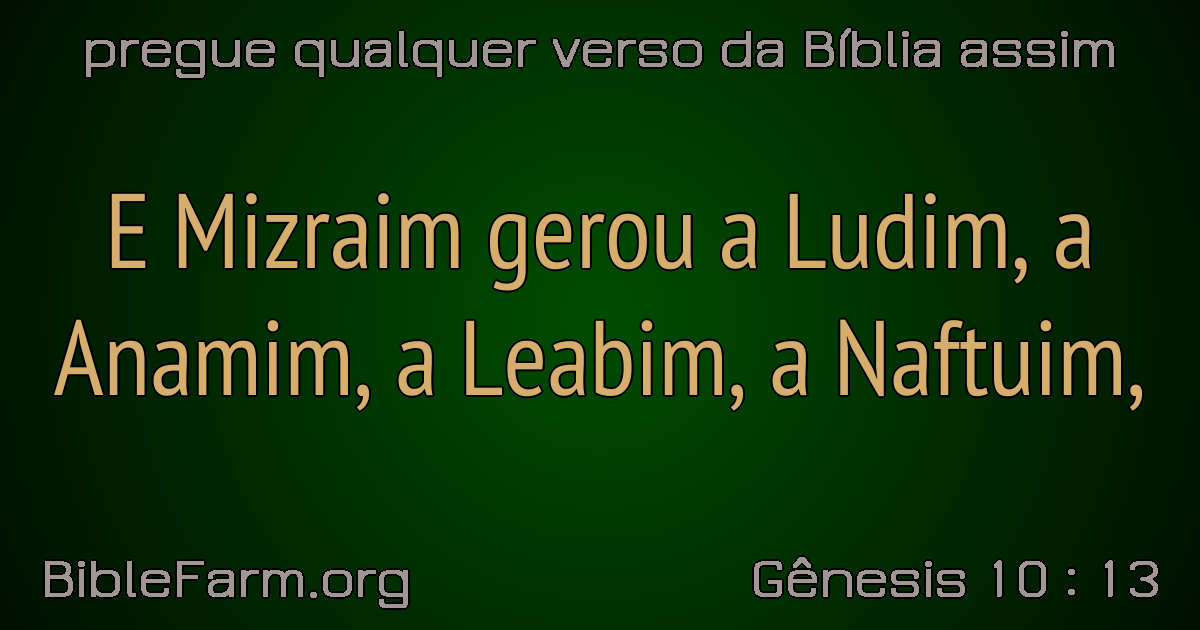 pregue qualquer verso da Bíblia assim
E Mizraim gerou a Ludim, a
Anamim, a Leabim, a Naftuim,
BibleFarm.org
Gênesis 10 : 13